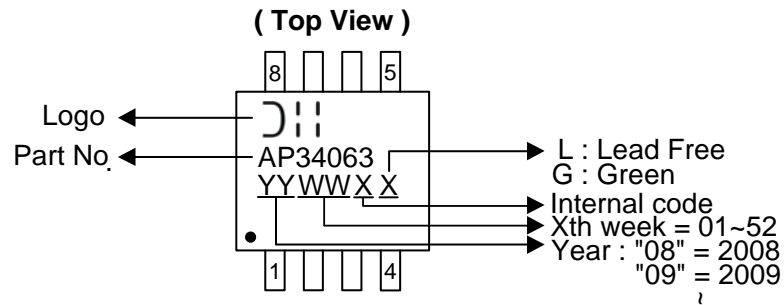 ( Top View )
8 5
Logo
Part No.
AP34063
YY WW X X
L : Lead Free
G : Green
Internal code
Xth week = 01~52
Year : "08" = 2008
"09" = 2009
~
1 4